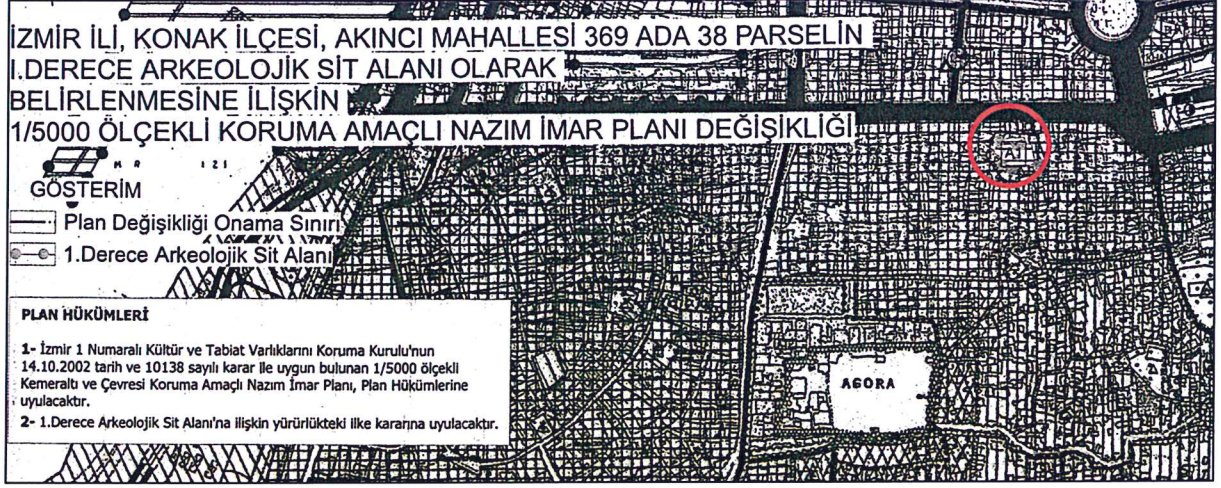 İZMİR İLİ, KONAK İLÇESİ, AKINCI MAHALLESİ 369 ADA 38 PARSELİN
I.DERECE ARKEOLOJİK SİT ALANI OLARAK
BELİRLENMESİNE İLİŞKİN
1/5000 ÖLÇEKLİ KORUMA AMAÇLI NAZIM İMAR PLANI DEĞİŞİKLİĞİ
M R 121
GÖSTERİM
Plan Değişikliği Onama Sınırı
1.Derece Arkeolojik Sit Alanı
PLAN HÜKÜMLERİ
1- İzmir 1 Numaralı Kültür ve Tabiat Varlıklarını Koruma Kurulu'nun
14.10.2002 tarih ve 10138 sayılı karar ile uygun bulunan 1/5000 ölçekli
Kemeraltı ve Çevresi Koruma Amaçlı Nazım İmar Planı, Plan Hükümlerine
uyulacaktır.
2- 1.Derece Arkeolojik Sit Alanı'na ilişkin yürürlükteki ilke kararına uyulacaktır.
AGORA